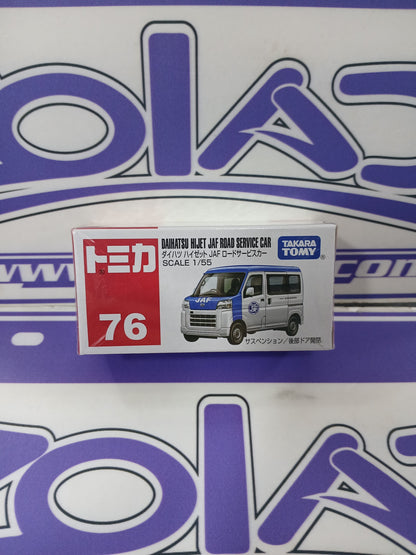 トミカ
76
DAIHATSU HIJET JAF ROAD SERVICE CAR
ダイハツ ハイゼット JAF ロードサービスカー
SCALE 1/55
TAKARA
TOMY
®
JAF
サスペンション／後部ドア開閉
www.
com